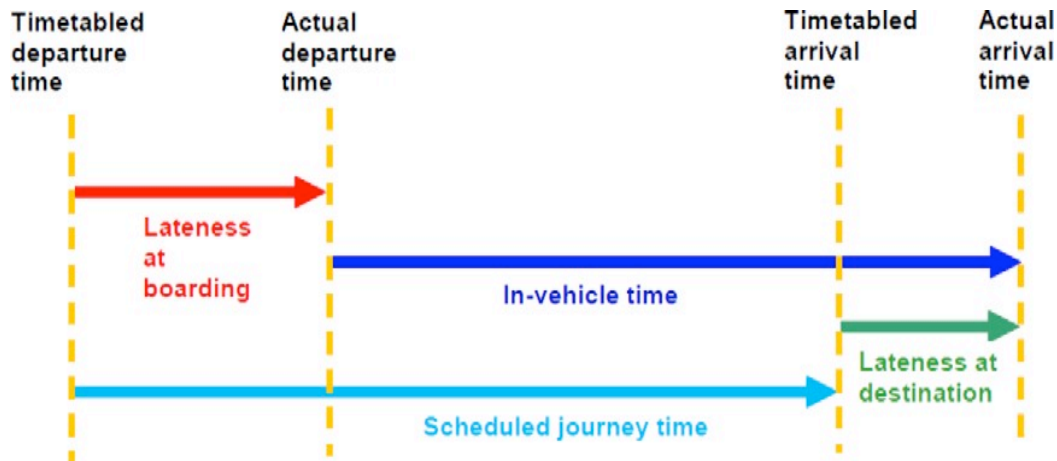 Timetabled
departure
time
Actual
departure
time
Timetabled
arrival
time
Actual
arrival
time
Lateness
at
boarding
In-vehicle time
Lateness at
destination
Scheduled journey time